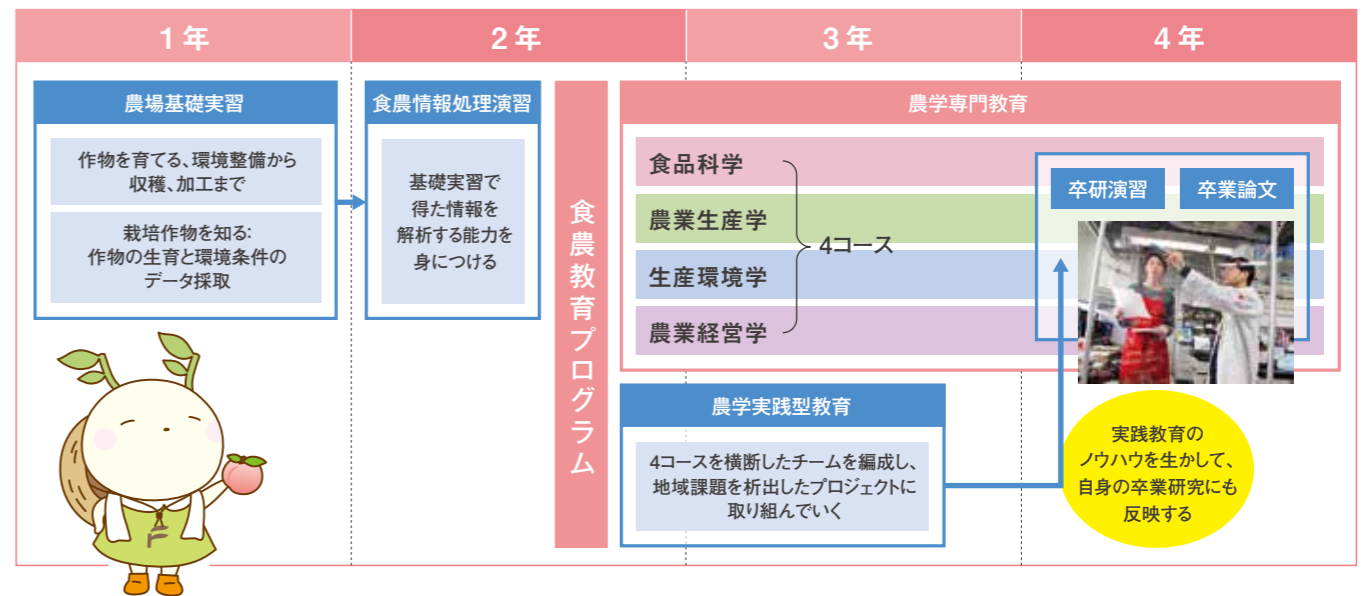 1年
2年
3年
4年
農場基礎実習
作物を育てる、環境整備から
収穫、加工まで
栽培作物を知る：
作物の生育と環境条件の
データ採取
食農情報処理演習
基礎実習で
得た情報を
解析する能力を
身につける
食農教育プログラム
農学専門教育
食品科学
農業生産学
生産環境学
農業経営学
4コース
卒研演習
卒業論文
農学実践型教育
4コースを横断したチームを編成し、
地域課題を析出したプロジェクトに
取り組んでいく
実践教育の
ノウハウを生かして、
自身の卒業研究にも
反映する